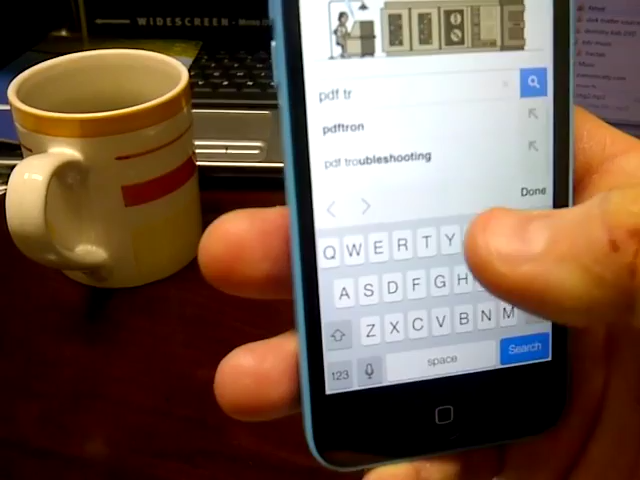 WIDESCREEN
pdf tr
pdftron
pdf troubleshooting
Done
Q W E R T Y
A S D F G H
Z X C V B N M
123 space Search